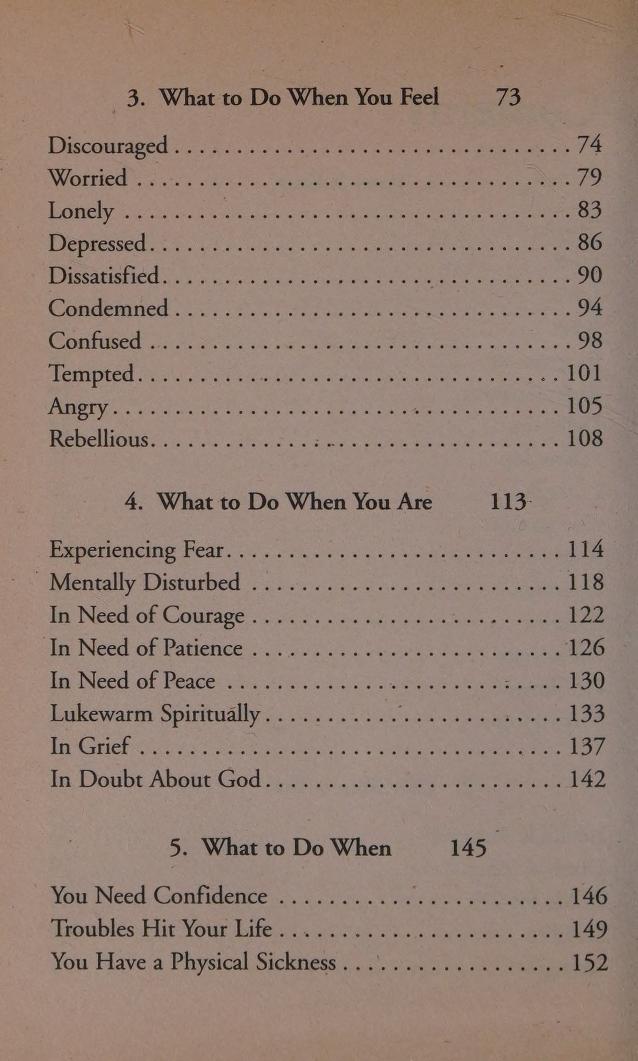 3. What to Do When You Feel 73
Discouraged . . . . . . . . . . . . . . . . . . . . . . . . . . . . . . . . 74
Worried . . . . . . . . . . . . . . . . . . . . . . . . . . . . . . . . . . . 79
Lonely . . . . . . . . . . . . . . . . . . . . . . . . . . . . . . . . . . . . 83
Depressed . . . . . . . . . . . . . . . . . . . . . . . . . . . . . . . . . . 86
Dissatisfied . . . . . . . . . . . . . . . . . . . . . . . . . . . . . . . . . 90
Condemned . . . . . . . . . . . . . . . . . . . . . . . . . . . . . . . . 94
Confused . . . . . . . . . . . . . . . . . . . . . . . . . . . . . . . . . . 98
Tempted . . . . . . . . . . . . . . . . . . . . . . . . . . . . . . . . . . 101
Angry . . . . . . . . . . . . . . . . . . . . . . . . . . . . . . . . . . . . 105
Rebellious . . . . . . . . . . . . . . . . . . . . . . . . . . . . . . . . . 108
4. What to Do When You Are 113
Experiencing Fear . . . . . . . . . . . . . . . . . . . . . . . . . . . 114
Mentally Disturbed . . . . . . . . . . . . . . . . . . . . . . . . . 118
In Need of Courage . . . . . . . . . . . . . . . . . . . . . . . . . 122
In Need of Patience . . . . . . . . . . . . . . . . . . . . . . . . . 126
In Need of Peace . . . . . . . . . . . . . . . . . . . . . . . . . . . 130
Lukewarm Spiritually . . . . . . . . . . . . . . . . . . . . . . . . 133
In Grief . . . . . . . . . . . . . . . . . . . . . . . . . . . . . . . . . . 137
In Doubt About God . . . . . . . . . . . . . . . . . . . . . . . . 142
5. What to Do When 145
You Need Confidence . . . . . . . . . . . . . . . . . . . . . . . 146
Troubles Hit Your Life . . . . . . . . . . . . . . . . . . . . . . . 149
You Have a Physical Sickness . . . . . . . . . . . . . . . . . . 152